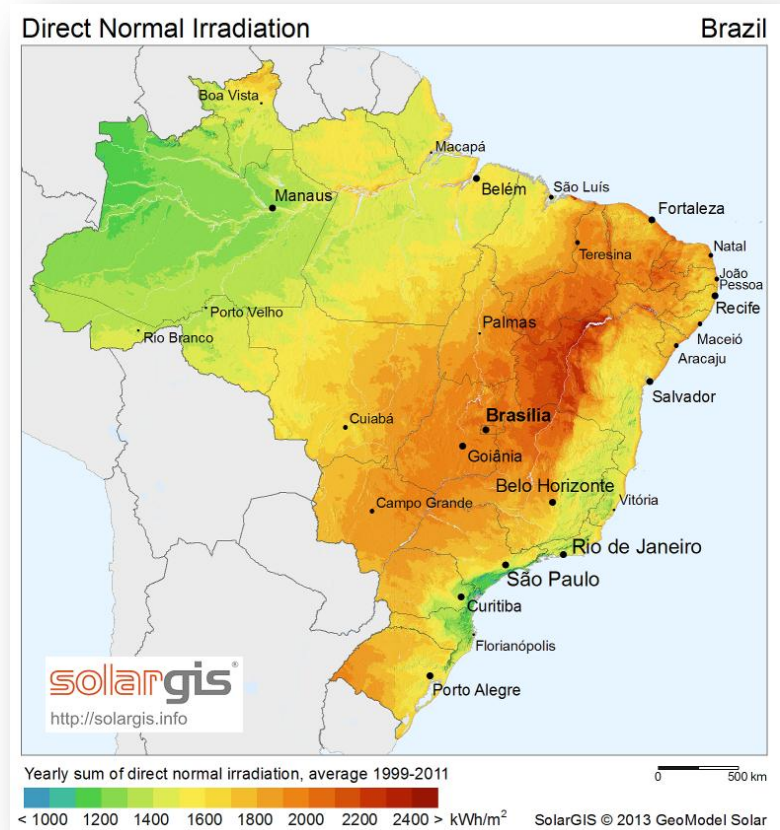 Direct Normal Irradiation
Brazil
Boa Vista
Macapá
Belém
São Luís
Manaus
Fortaleza
Teresina
Natal
João
Pessoa
Recife
Porto Velho
Palmas
Maceió
Rio Branco
Aracaju
Salvador
Brasília
Cuiabá
Goiânia
Belo Horizonte
Campo Grande
Vitória
Rio de Janeiro
São Paulo
Curitiba
Florianópolis
solargis®
http://solargis.info
Porto Alegre
Yearly sum of direct normal irradiation, average 1999-2011
0 500 km
< 1000 1200 1400 1600 1800 2000 2200 2400 > kWh/m²
SolarGIS © 2013 GeoModel Solar